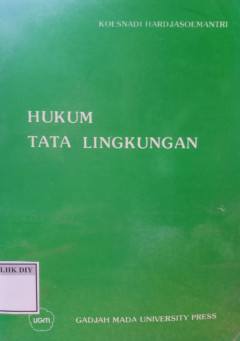 KOESNADI HARDJASOEMANTRI
HUKUM
TATA LINGKUNGAN
LHK DIY
UGM
GADJAH MADA UNIVERSITY PRESS